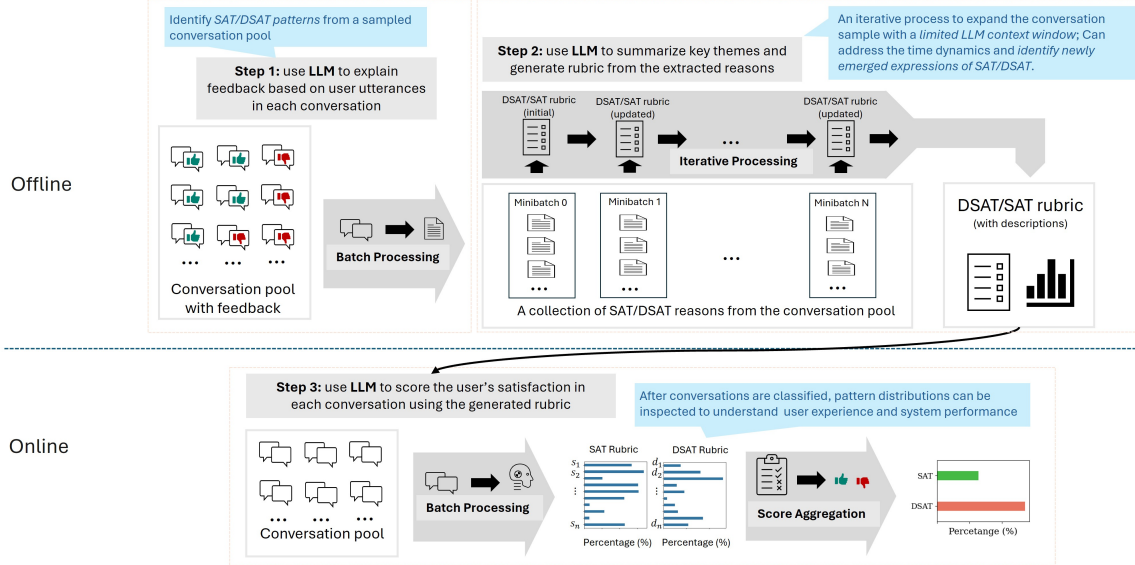 Identify SAT/DSAT patterns from a sampled
conversation pool
Step 1: use LLM to explain
feedback based on user utterances
in each conversation
An iterative process to expand the conversation
sample with a limited LLM context window; Can
address the time dynamics and identify newly
emerged expressions of SAT/DSAT.
Step 2: use LLM to summarize key themes and
generate rubric from the extracted reasons
Offline
...
Conversation pool
with feedback
Batch Processing
DSAT/SAT rubric
(initial)
DSAT/SAT rubric
(updated)
...
DSAT/SAT rubric
(updated)
Iterative Processing
Minibatch 0
...
Minibatch 1
...
...
Minibatch N
...
A collection of SAT/DSAT reasons from the conversation pool
DSAT/SAT rubric
(with descriptions)
Online
Step 3: use LLM to score the user's satisfaction in
each conversation using the generated rubric
After conversations are classified, pattern distributions can be
inspected to understand user experience and system performance
... ... ...
Conversation pool
Batch Processing
SAT Rubric
s1
s2
⋮
sn
Percentage (%)
DSAT Rubric
d1
d2
⋮
dn
Percentage (%)
Score Aggregation
SAT
DSAT
Percetange (%)